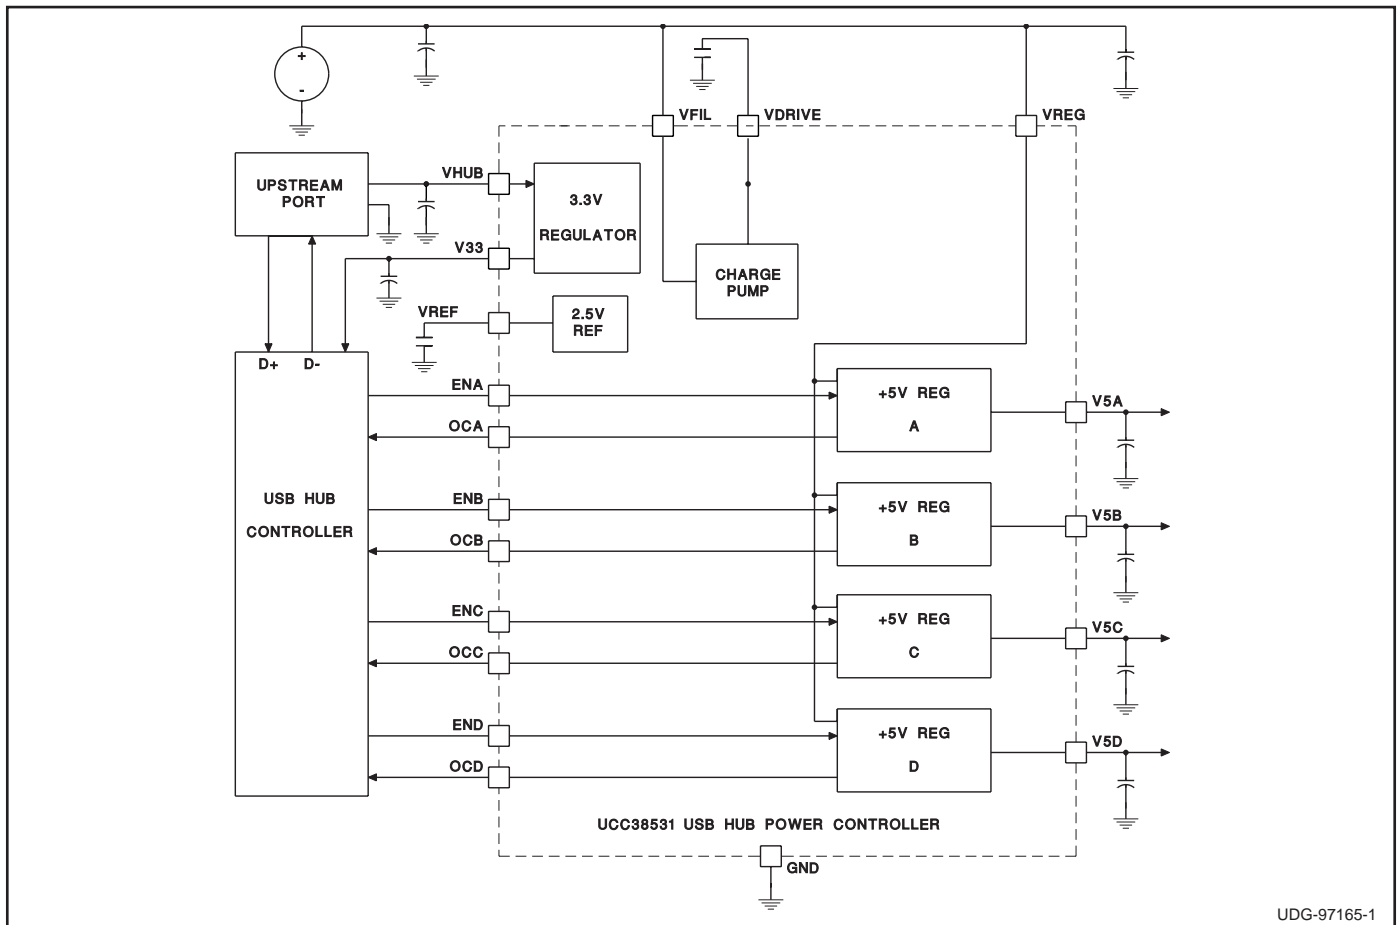 +
-
VFIL
VDRIVE
VREG
UPSTREAM
PORT
VHUB
3.3V
REGULATOR
V33
CHARGE
PUMP
VREF
2.5V
REF
D+ D-
ENA
+5V REG
A
V5A
OCA
USB HUB
CONTROLLER
ENB
+5V REG
B
V5B
OCB
ENC
+5V REG
C
V5C
OCC
END
+5V REG
D
V5D
OCD
UCC38531 USB HUB POWER CONTROLLER
GND
UDG-97165-1